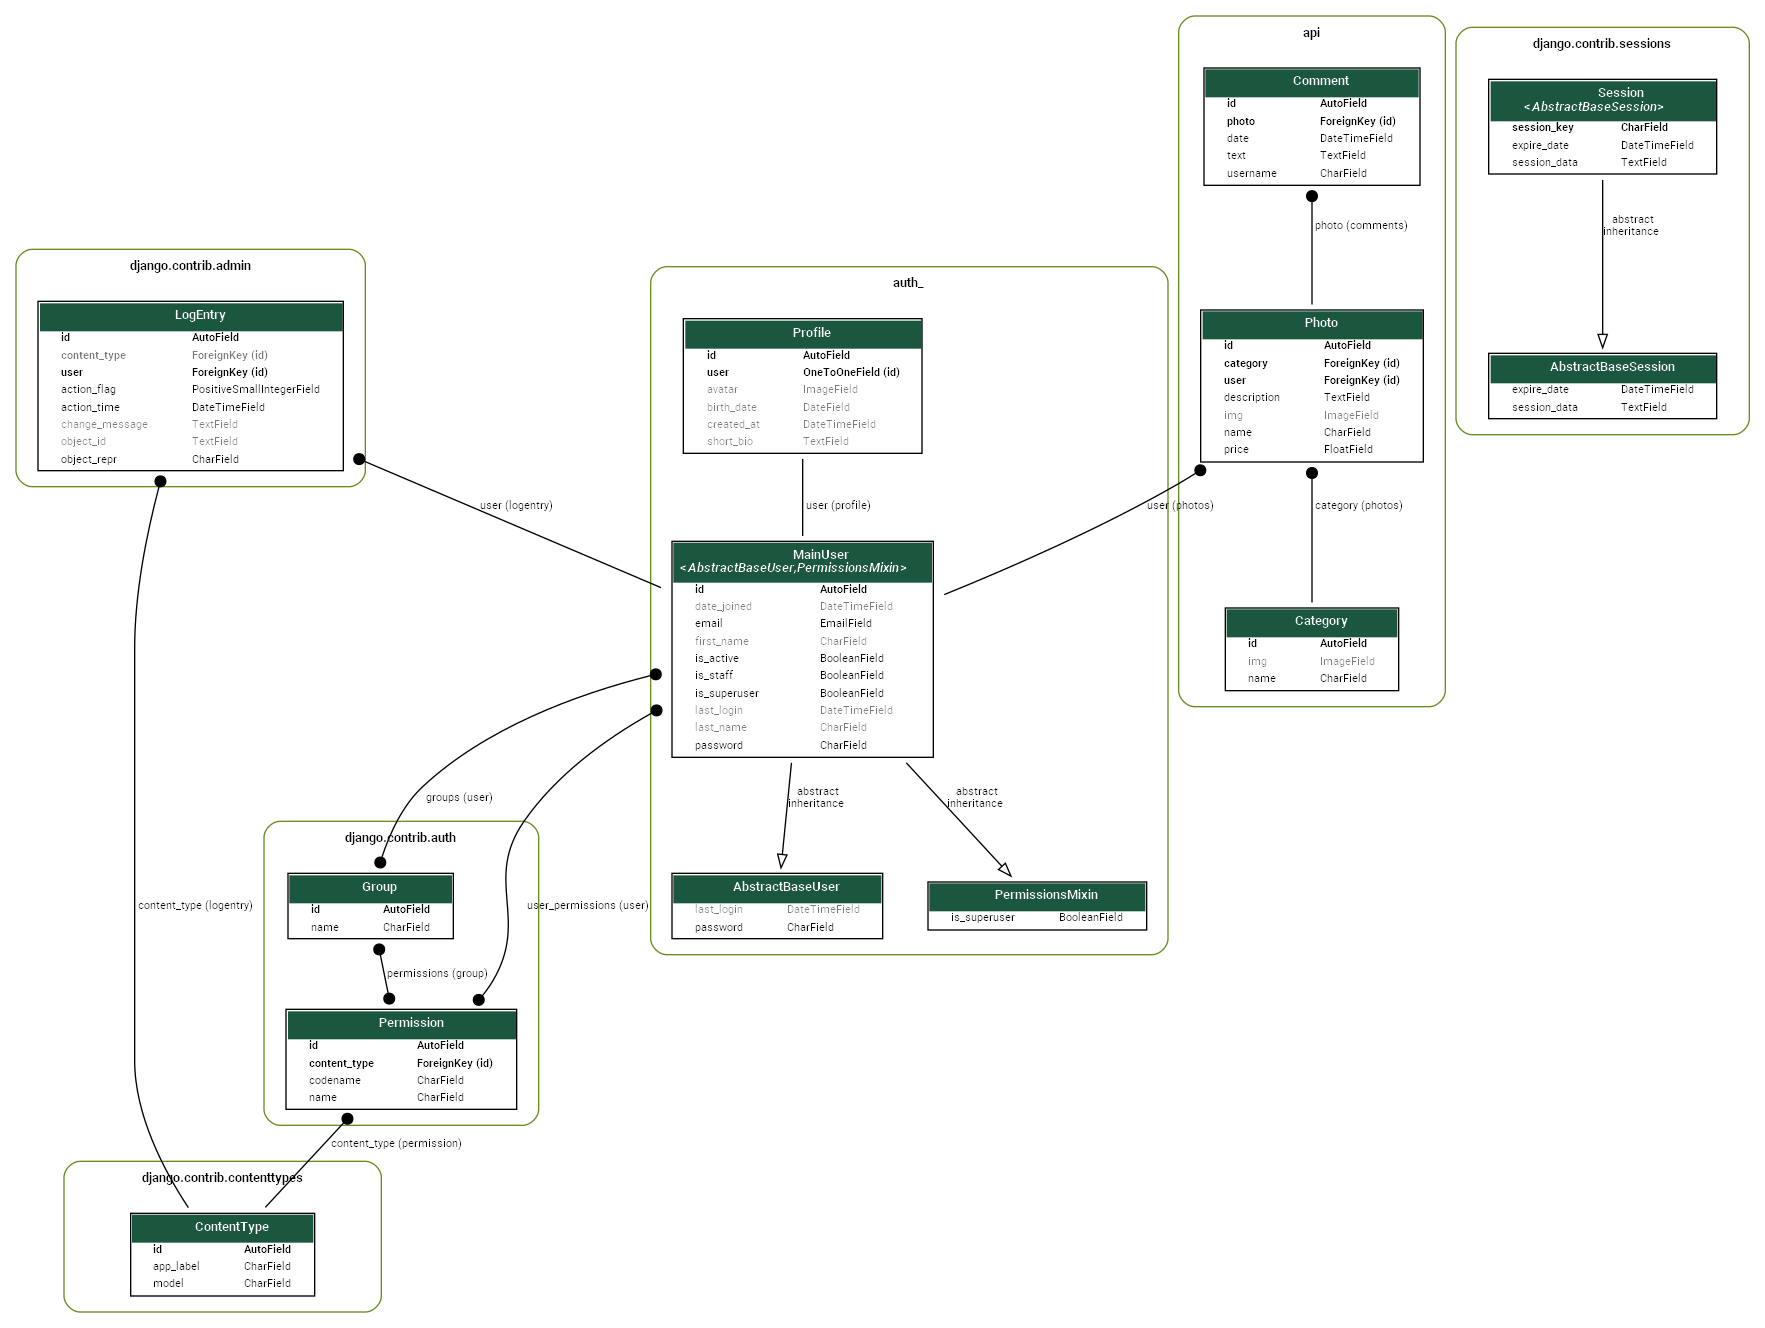 api
Comment
id AutoField
photo ForeignKey (id)
date DateTimeField
text TextField
username CharField
photo (comments)
Photo
id AutoField
category ForeignKey (id)
user ForeignKey (id)
description TextField
img ImageField
name CharField
price FloatField
user (photos)
category (photos)
Category
id AutoField
img ImageField
name CharField
django.contrib.sessions
Session
<AbstractBaseSession>
session_key CharField
expire_date DateTimeField
session_data TextField
abstract
inheritance
AbstractBaseSession
expire_date DateTimeField
session_data TextField
django.contrib.admin
LogEntry
id AutoField
content_type ForeignKey (id)
user ForeignKey (id)
action_flag PositiveSmallIntegerField
action_time DateTimeField
change_message TextField
object_id TextField
object_repr CharField
user (logentry)
content_type (logentry)
auth_
Profile
id AutoField
user OneToOneField (id)
avatar ImageField
birth_date DateField
created_at DateTimeField
short_bio TextField
user (profile)
MainUser
<AbstractBaseUser,PermissionsMixin>
id AutoField
date_joined DateTimeField
email EmailField
first_name CharField
is_active BooleanField
is_staff BooleanField
is_superuser BooleanField
last_login DateTimeField
last_name CharField
password CharField
abstract
inheritance
abstract
inheritance
AbstractBaseUser
last_login DateTimeField
password CharField
PermissionsMixin
is_superuser BooleanField
groups (user)
user_permissions (user)
django.contrib.auth
Group
id AutoField
name CharField
permissions (group)
Permission
id AutoField
content_type ForeignKey (id)
codename CharField
name CharField
content_type (permission)
django.contrib.contenttypes
ContentType
id AutoField
app_label CharField
model CharField